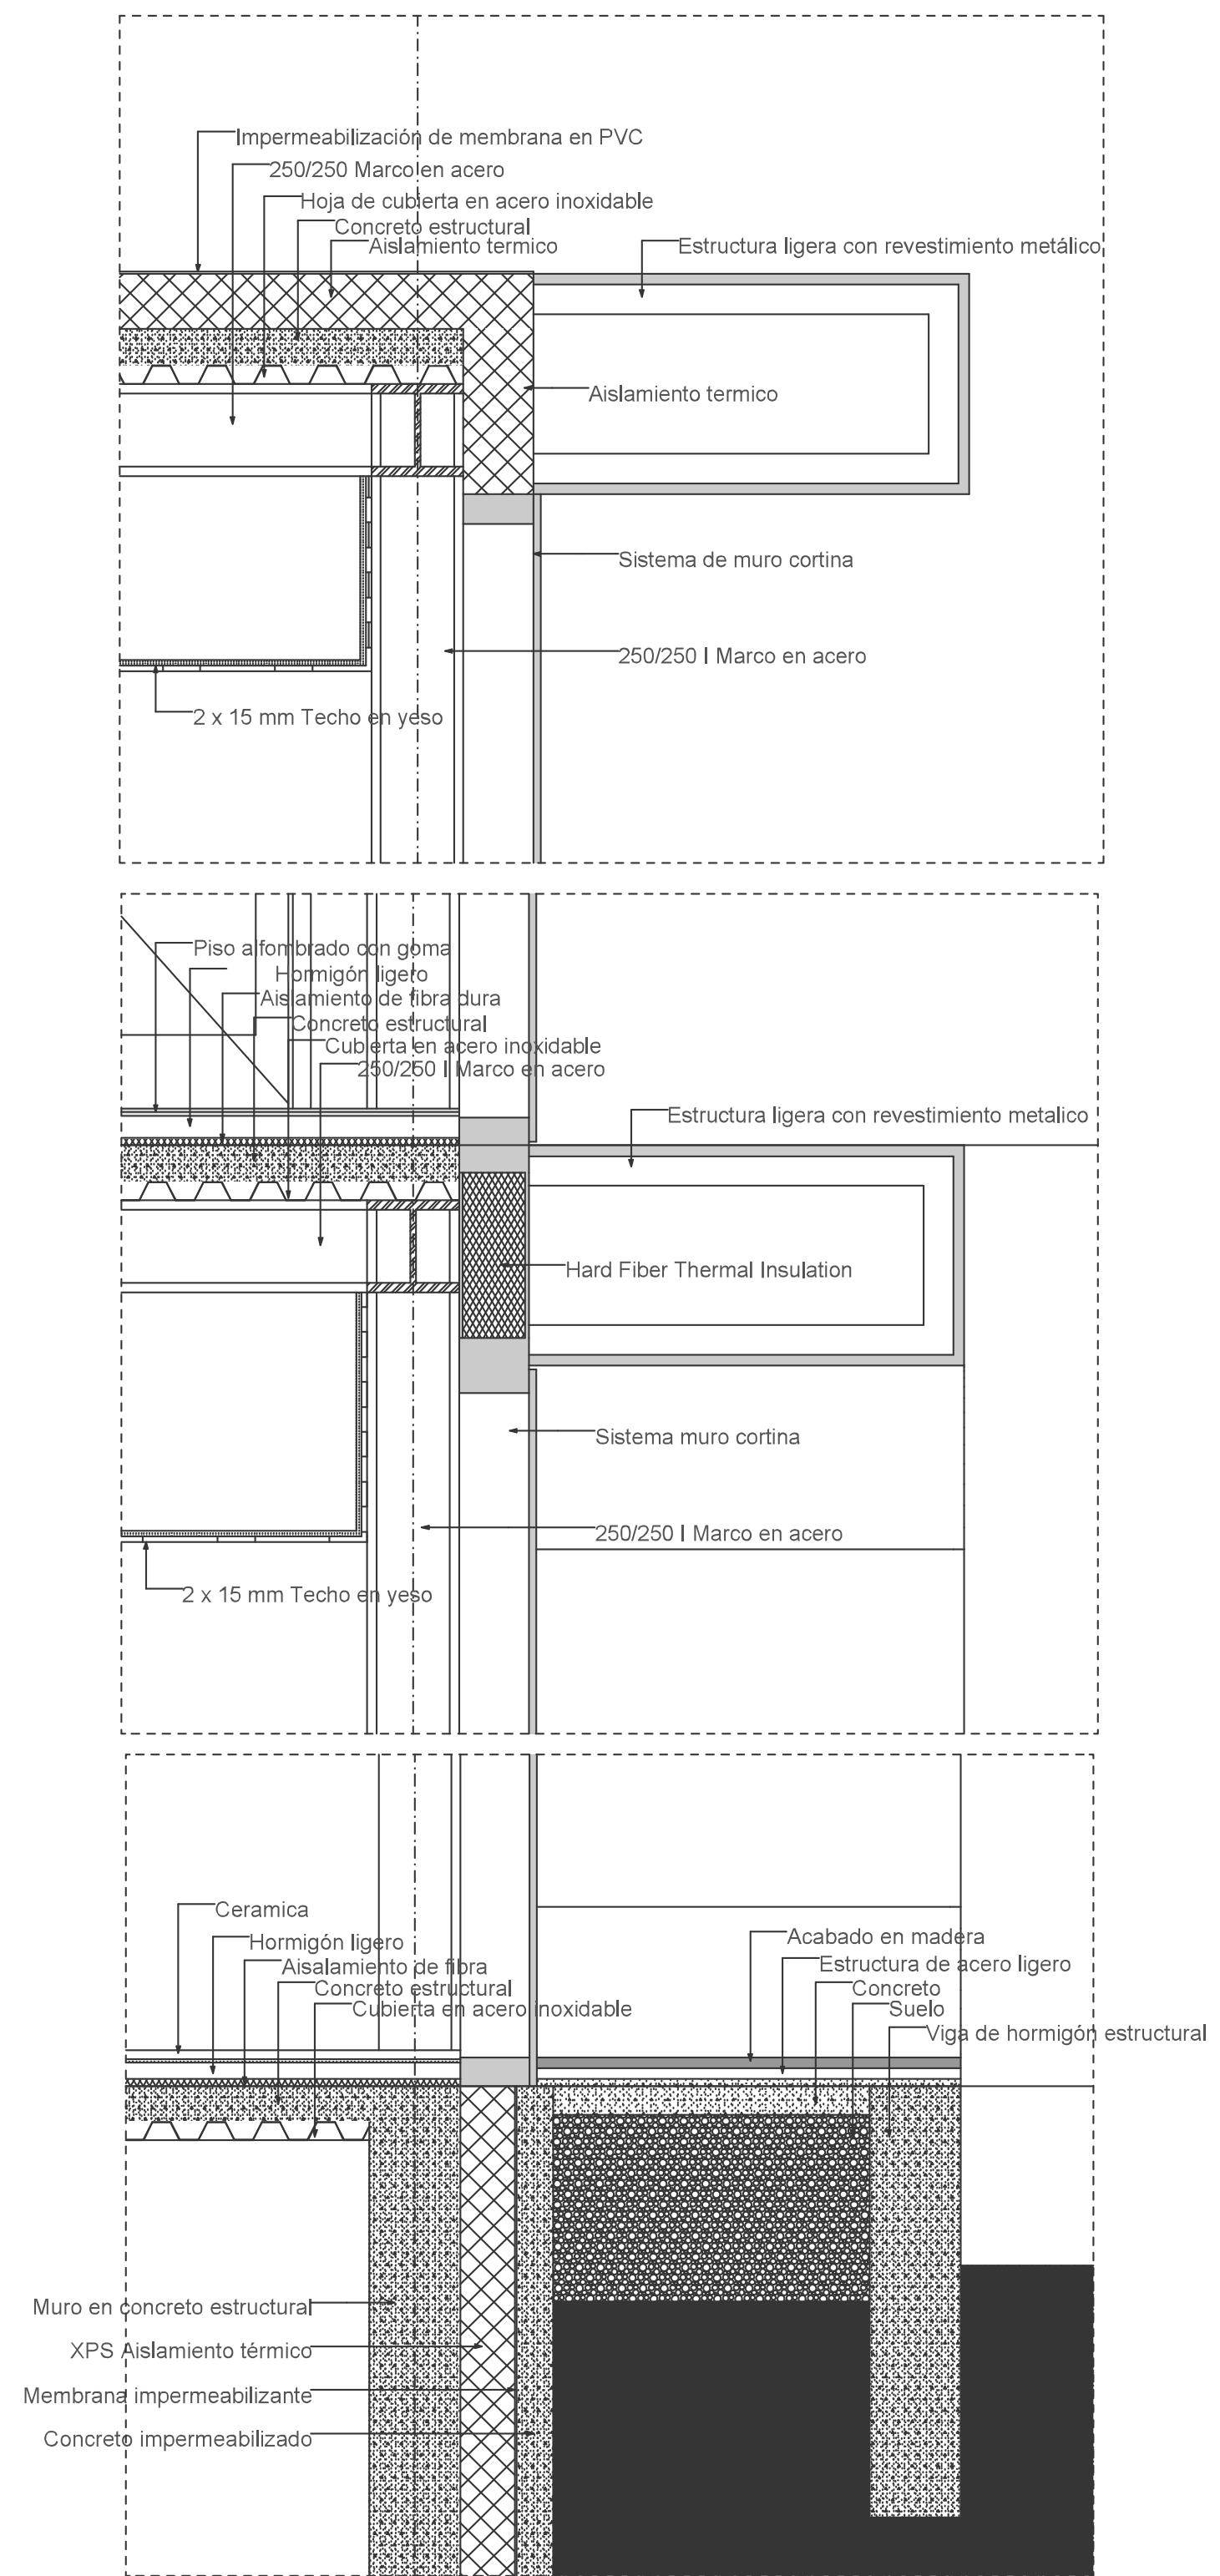 Impermeabilización de membrana en PVC
250/250 Marco en acero
Hoja de cubierta en acero inoxidable
Concreto estructural
Aislamiento termico
Estructura ligera con revestimiento metálico
Aislamiento termico
Sistema de muro cortina
250/250 I Marco en acero
2 x 15 mm Techo en yeso
Piso alfombrado con goma
Hormigón ligero
Aislamiento de fibra dura
Concreto estructural
Cubierta en acero inoxidable
250/250 I Marco en acero
Estructura ligera con revestimiento metalico
Hard Fiber Thermal Insulation
Sistema muro cortina
250/250 I Marco en acero
2 x 15 mm Techo en yeso
Ceramica
Hormigón ligero
Aisalamiento de fibra
Concreto estructural
Cubierta en acero inoxidable
Acabado en madera
Estructura de acero ligero
Concreto
Suelo
Viga de hormigón estructural
Muro en concreto estructural
XPS Aislamiento térmico
Membrana impermeabilizante
Concreto impermeabilizado